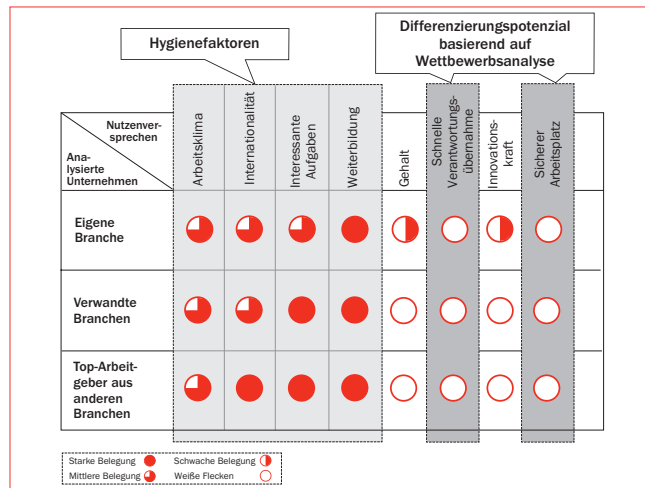 Hygienefaktoren
Differenzierungspotenzial
basierend auf
Wettbewerbsanalyse
Nutzenver-
sprechen
Ana-
lysierte
Unternehmen
Arbeitsklima
Internationalität
Interessante
Aufgaben
Weiterbildung
Gehalt
Schnelle
Verantwortungs-
übernahme
Innovations-
kraft
Sicherer
Arbeitsplatz
Eigene
Branche
Verwandte
Branchen
Top-Arbeit-
geber aus
anderen
Branchen
Starke Belegung
Schwache Belegung
Mittlere Belegung
Weiße Flecken